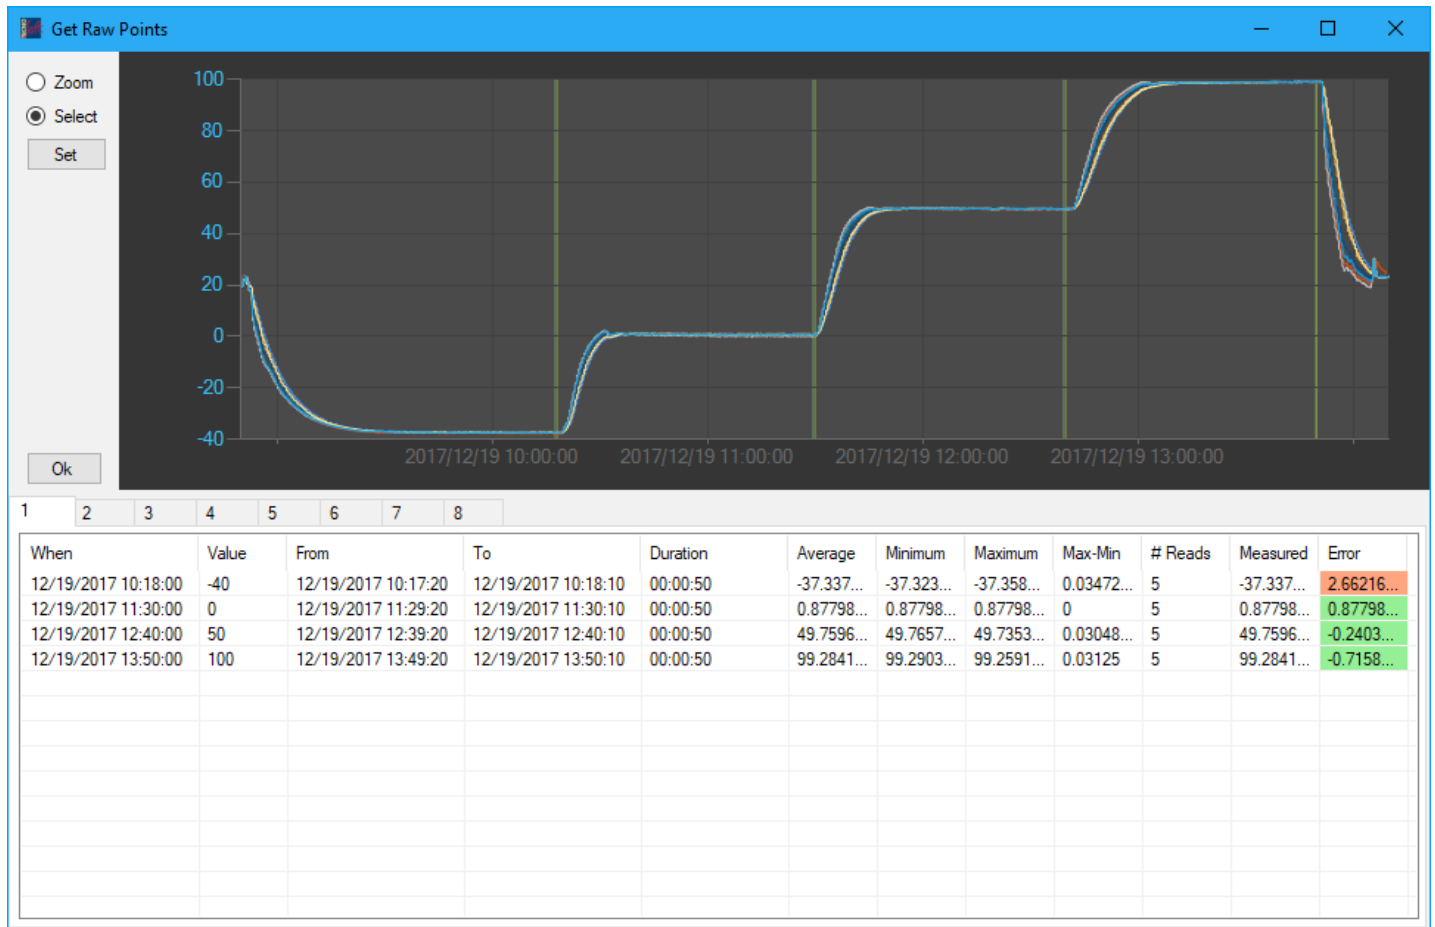 Get Raw Points
Zoom
Select
Set
Ok
100
80
60
40
20
0
-20
-40
2017/12/19 10:00:00 2017/12/19 11:00:00 2017/12/19 12:00:00 2017/12/19 13:00:00
1 2 3 4 5 6 7 8
When Value From To Duration Average Minimum Maximum Max-Min # Reads Measured Error
12/19/2017 10:18:00 -40 12/19/2017 10:17:20 12/19/2017 10:18:10 00:00:50 -37.337... -37.323... -37.358... 0.03472... 5 -37.337... 2.66216...
12/19/2017 11:30:00 0 12/19/2017 11:29:20 12/19/2017 11:30:10 00:00:50 0.87798... 0.87798... 0.87798... 0 5 0.87798... 0.87798...
12/19/2017 12:40:00 50 12/19/2017 12:39:20 12/19/2017 12:40:10 00:00:50 49.7596... 49.7657... 49.7353... 0.03048... 5 49.7596... -0.2403...
12/19/2017 13:50:00 100 12/19/2017 13:49:20 12/19/2017 13:50:10 00:00:50 99.2841... 99.2903... 99.2591... 0.03125 5 99.2841... -0.7158...